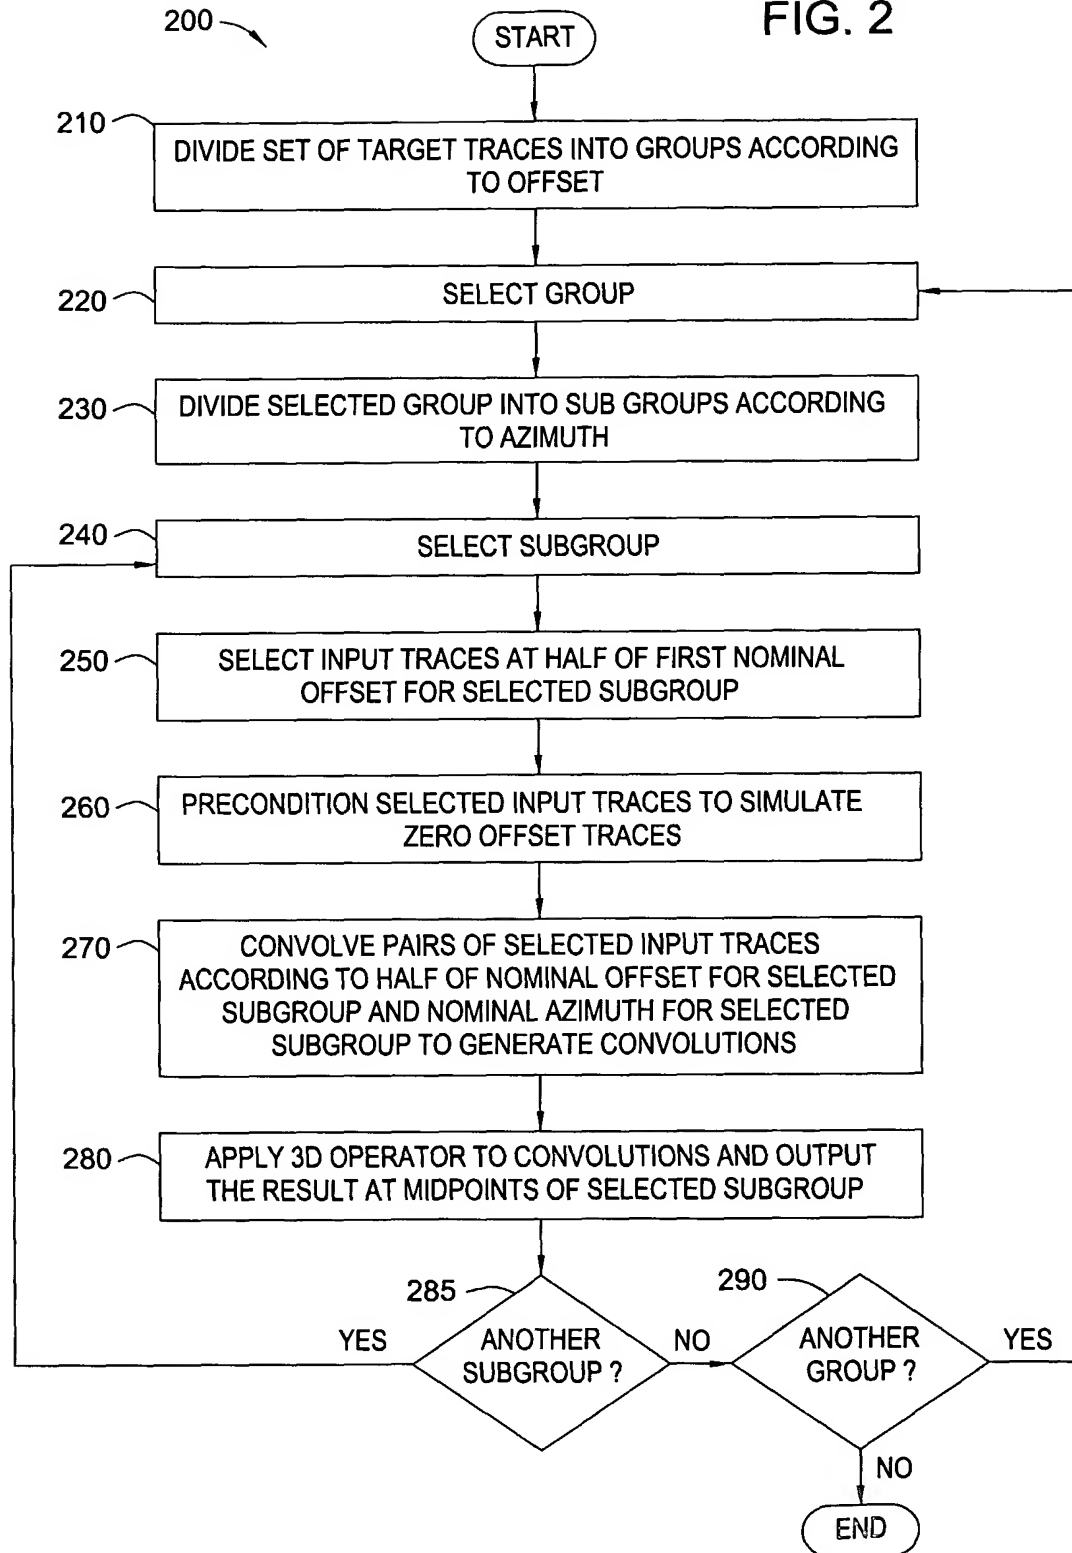 200
FIG. 2
START
210
DIVIDE SET OF TARGET TRACES INTO GROUPS ACCORDING
TO OFFSET
220
SELECT GROUP
230
DIVIDE SELECTED GROUP INTO SUB GROUPS ACCORDING
TO AZIMUTH
240
SELECT SUBGROUP
250
SELECT INPUT TRACES AT HALF OF FIRST NOMINAL
OFFSET FOR SELECTED SUBGROUP
260
PRECONDITION SELECTED INPUT TRACES TO SIMULATE
ZERO OFFSET TRACES
270
CONVOLVE PAIRS OF SELECTED INPUT TRACES
ACCORDING TO HALF OF NOMINAL OFFSET FOR SELECTED
SUBGROUP AND NOMINAL AZIMUTH FOR SELECTED
SUBGROUP TO GENERATE CONVOLUTIONS
280
APPLY 3D OPERATOR TO CONVOLUTIONS AND OUTPUT
THE RESULT AT MIDPOINTS OF SELECTED SUBGROUP
285
YES
ANOTHER
SUBGROUP ?
NO
290
ANOTHER
GROUP ?
YES
NO
END